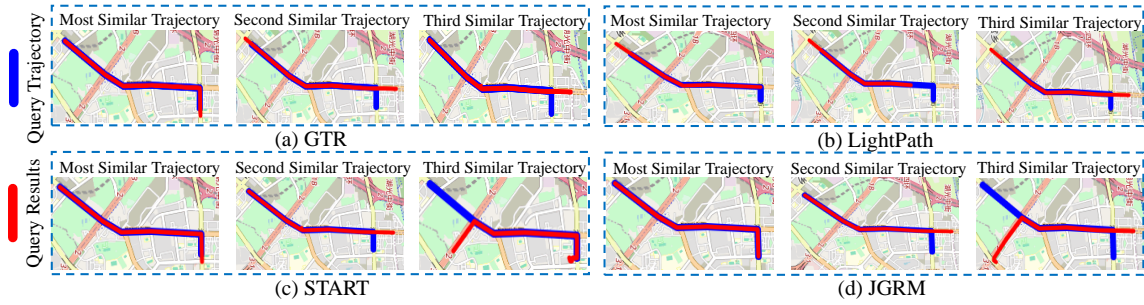 Query Trajectory
Most Similar Trajectory
Second Similar Trajectory
Third Similar Trajectory
(a) GTR
Most Similar Trajectory
Second Similar Trajectory
Third Similar Trajectory
(b) LightPath
Query Results
Most Similar Trajectory
Second Similar Trajectory
Third Similar Trajectory
(c) START
Most Similar Trajectory
Second Similar Trajectory
Third Similar Trajectory
(d) JGRM